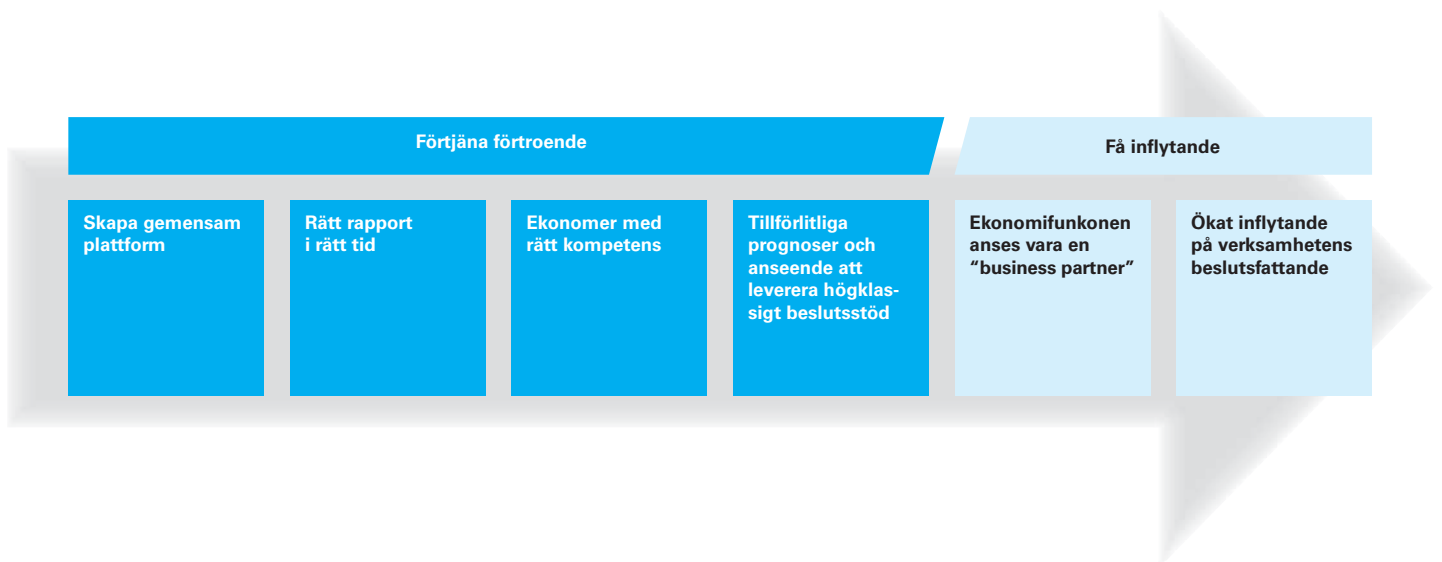 Förtjäna förtroende
Få inflytande
Skapa gemensam
plattform
Rätt rapport
i rätt tid
Ekonomer med
rätt kompetens
Tillförlitliga
prognoser och
anseende att
leverera högklas-
sigt beslutsstöd
Ekonomifunkonen
anses vara en
“business partner”
Ökat inflytande
på verksamhetens
beslutsfattande